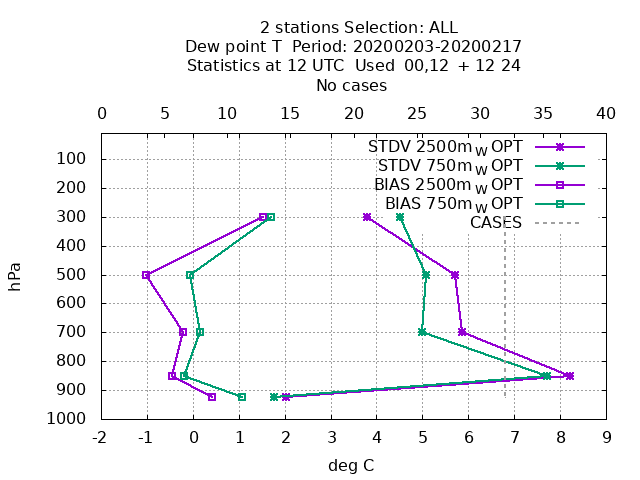 2 stations Selection: ALL
Dew point T  Period: 20200203-20200217
Statistics at 12 UTC  Used  00,12  + 12 24
No cases
0 5 10 15 20 25 30 35 40
STDV 2500m W OPT
STDV 750m W OPT
BIAS 2500m W OPT
BIAS 750m W OPT
CASES
hPa
100
200
300
400
500
600
700
800
900
1000
-2 -1 0 1 2 3 4 5 6 7 8 9
deg C